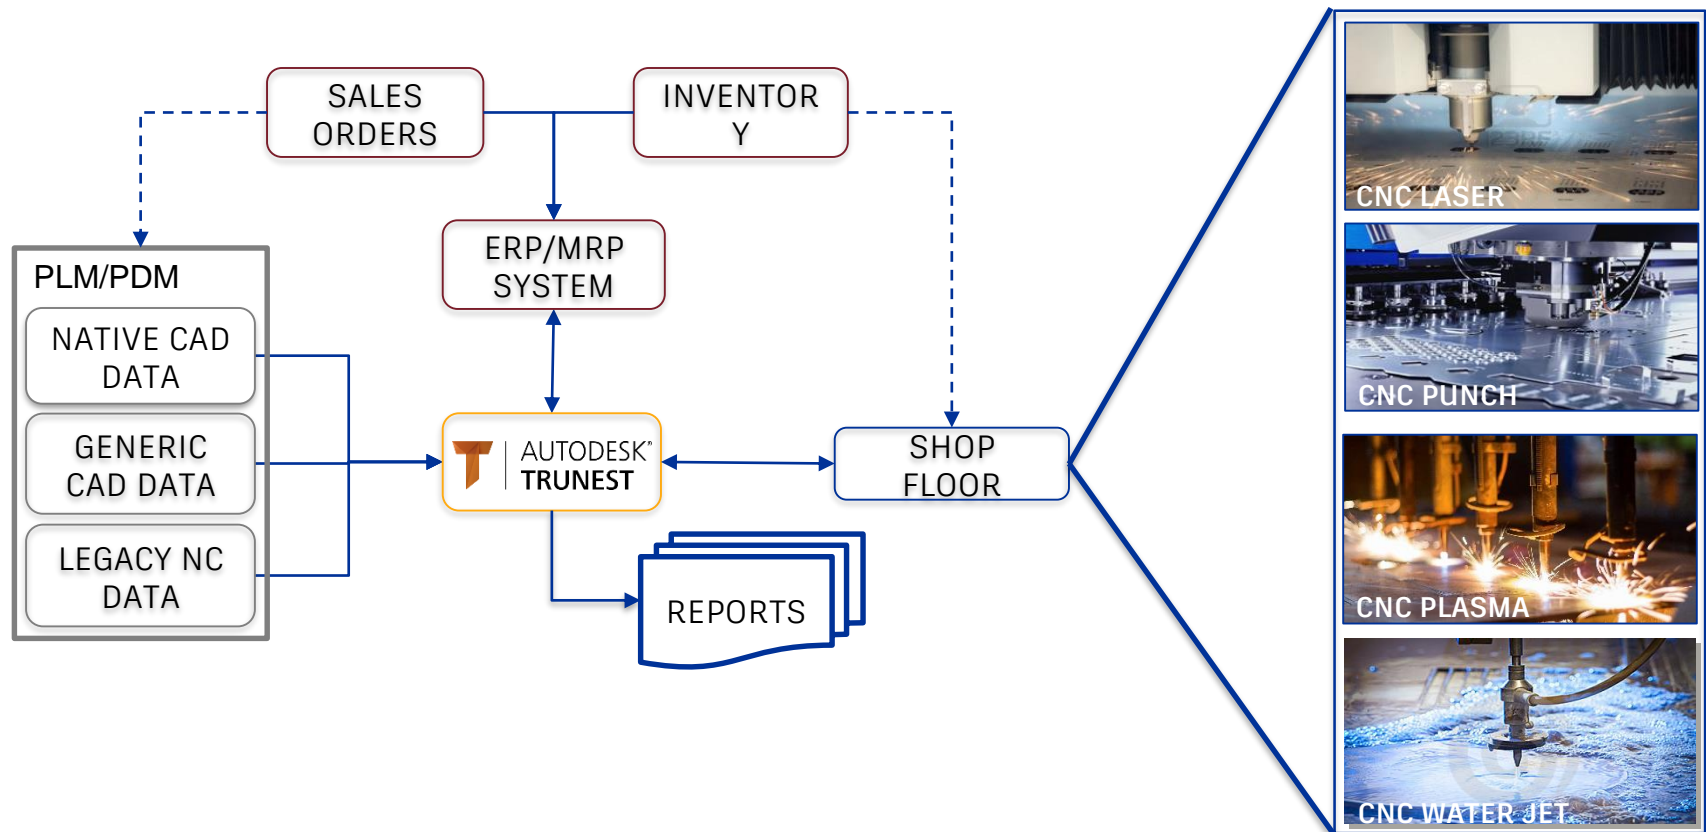 SALES
ORDERS
INVENTOR
Y
ERP/MRP
SYSTEM
PLM/PDM
NATIVE CAD
DATA
GENERIC
CAD DATA
LEGACY NC
DATA
AUTODESK®
TRUNEST
SHOP
FLOOR
REPORTS
CNC LASER
CNC PUNCH
CNC PLASMA
CNC WATER JET